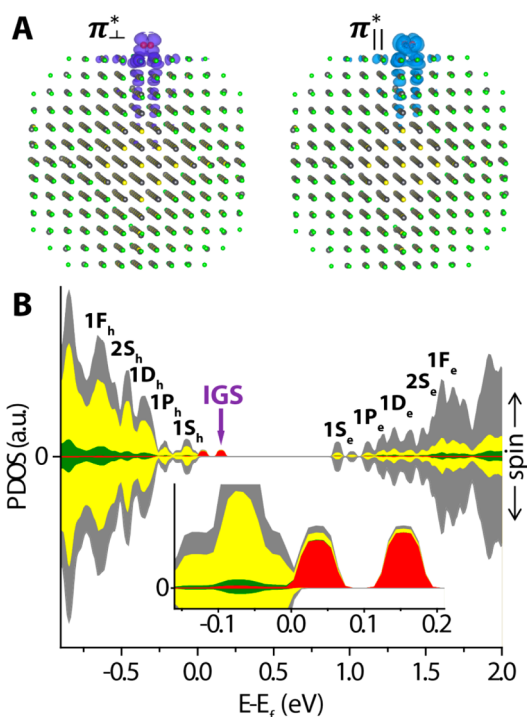 A
π*⊥
π*||
B
1Fh
2Sh
1Dh
1Ph
1Sh
IGS
1Se
1Pe
1De
2Se
1Fe
PDOS (a.u.)
0
← spin →
0
-0.1 0.0 0.1 0.2
-0.5 0.0 0.5 1.0 1.5 2.0
E-Ef (eV)